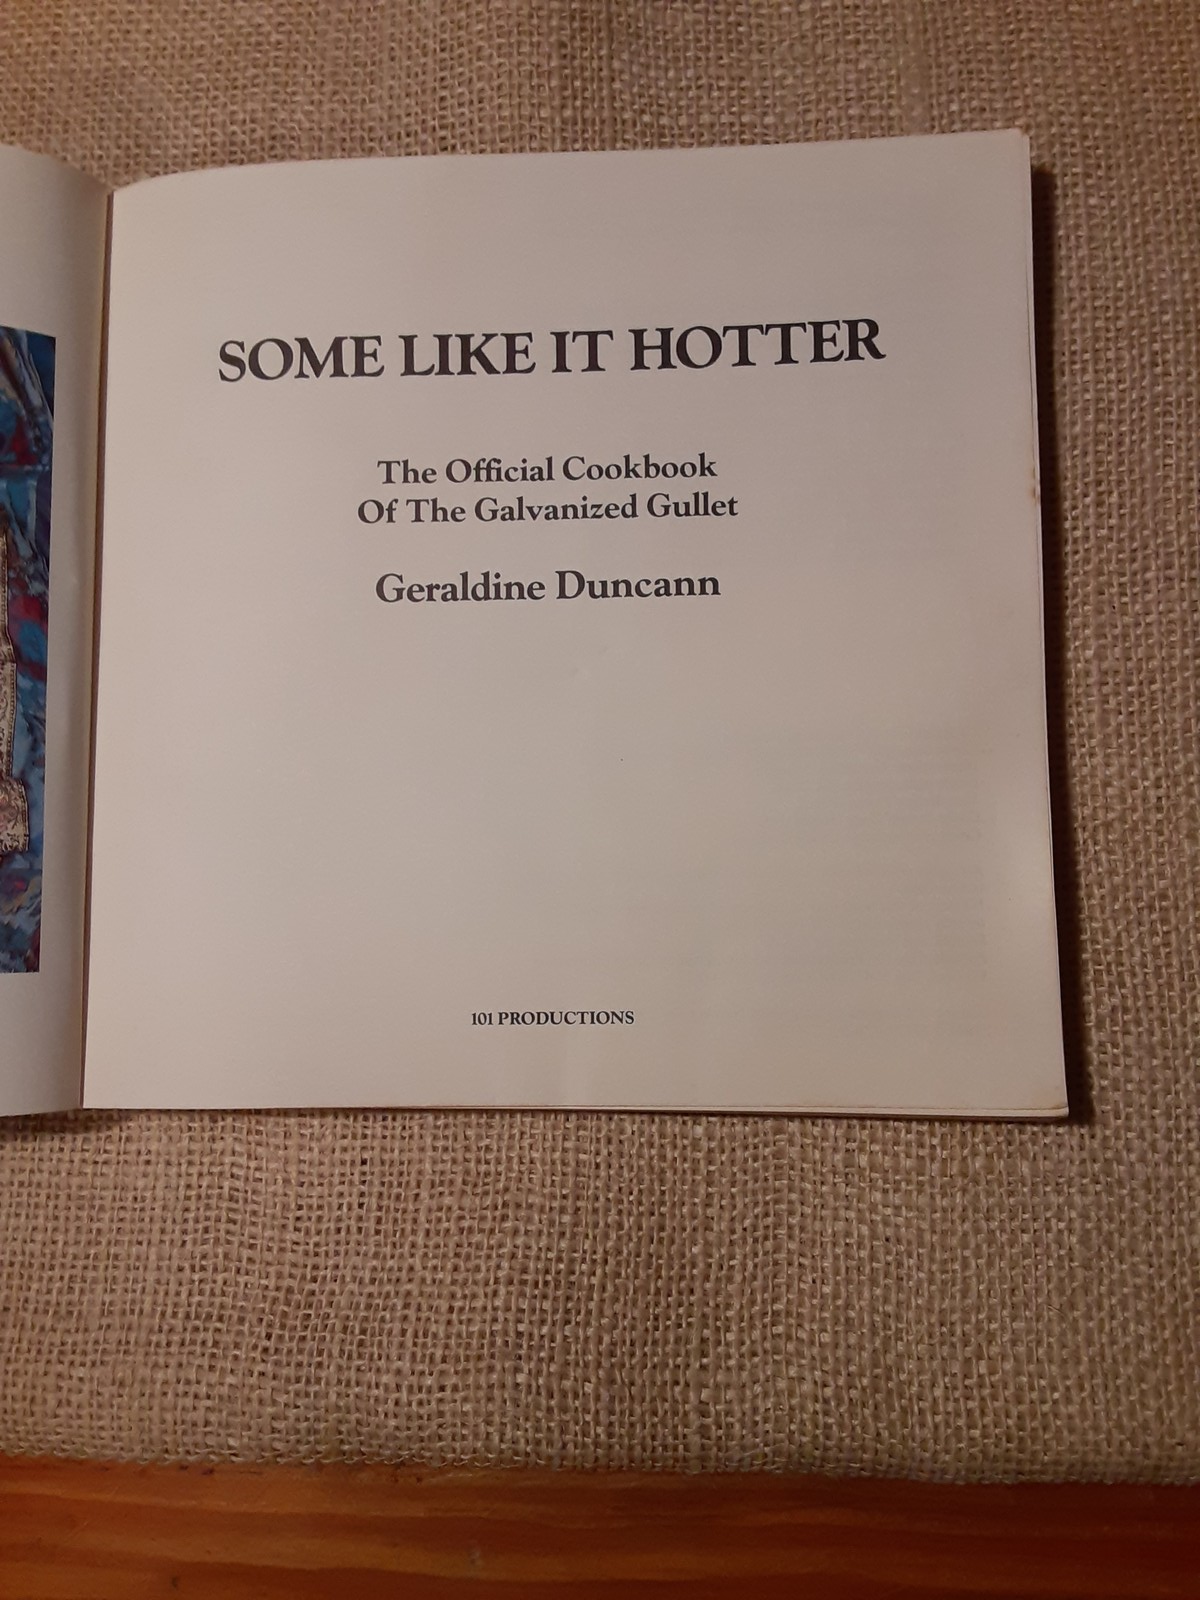 SOME LIKE IT HOTTER
The Official Cookbook
Of The Galvanized Gullet
Geraldine Duncann
101 PRODUCTIONS